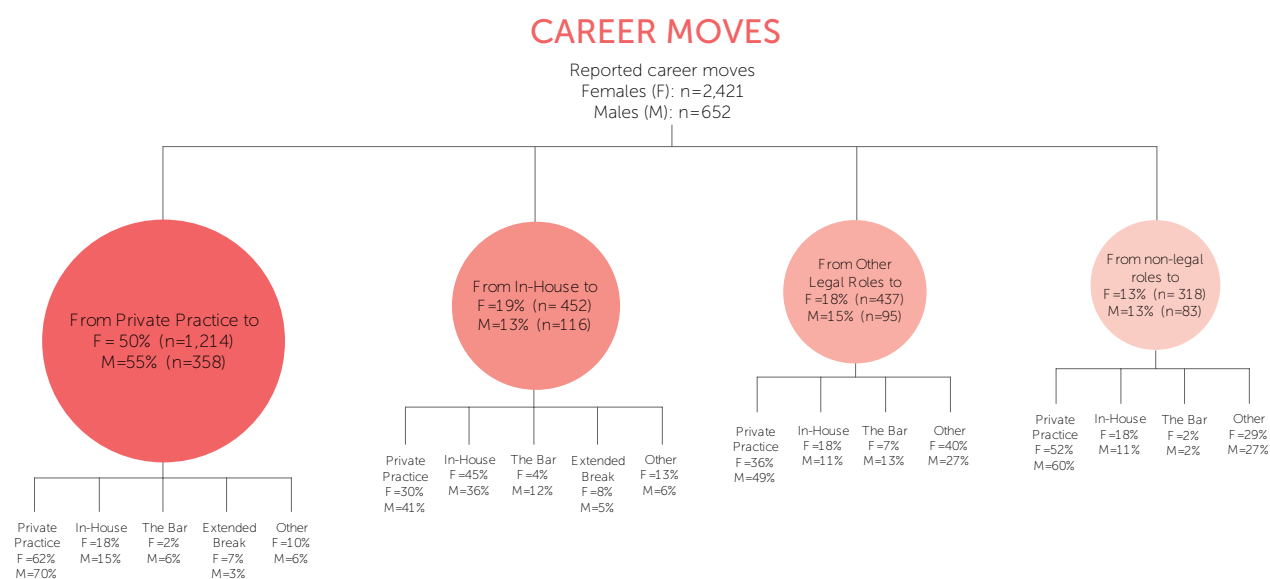 CAREER MOVES
Reported career moves
Females (F): n=2,421
Males (M): n=652
From Private Practice to
F = 50% (n=1,214)
M=55% (n=358)
Private
Practice
F=62%
M=70%
In-House
F=18%
M=15%
The Bar
F=2%
M=6%
Extended
Break
F=7%
M=3%
Other
F=10%
M=6%
From In-House to
F=19% (n= 452)
M=13% (n=116)
Private
Practice
F=30%
M=41%
In-House
F=45%
M=36%
The Bar
F=4%
M=12%
Extended
Break
F=8%
M=5%
Other
F=13%
M=6%
From Other
Legal Roles to
F=18% (n=437)
M=15% (n=95)
Private
Practice
F=36%
M=49%
In-House
F=18%
M=11%
The Bar
F=7%
M=13%
Other
F=40%
M=27%
From non-legal
roles to
F=13% (n= 318)
M=13% (n=83)
Private
Practice
F=52%
M=60%
In-House
F=18%
M=11%
The Bar
F=2%
M=2%
Other
F=29%
M=27%